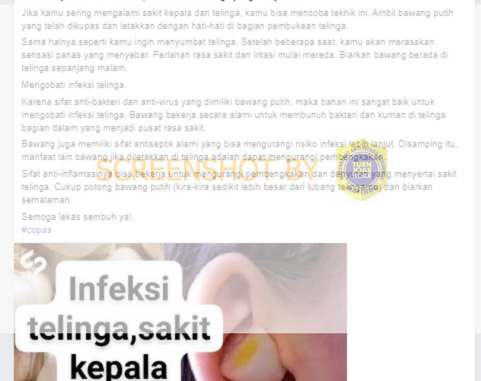 Jika kamu sering mengalami sakit kepala dan telinga, kamu bisa mencoba teknik ini. Ambil bawang putih
yang telah dikupas dan letakkan dengan hati-hati di bagian pembukaan telinga.
Sama halnya seperti kamu ingin menyumbat telinga. Setelah beberapa saat, kamu akan merasakan
sensasi panas yang menyebar. Perlahan rasa sakit dan iritasi mulai mereda. Biarkan bawang berada di
telinga sepanjang malam.
Mengobati infeksi telinga.
Karena sifat anti-bakteri dan anti-virus yang dimiliki bawang putih, maka bahan ini sangat baik untuk
mengobati infeksi telinga. Bawang bekerja secara alami untuk membunuh bakteri dan kuman di telinga
bagian dalam yang menjadi pusat rasa sakit.
Bawang juga memiliki sifat antiseptik alami yang bisa mengurangi risiko infeksi lebih lanjut. Disamping itu,
manfaat lain bawang jika diletakkan di telinga adalah dapat mengurangi pembengkakan.
Sifat anti-inflamasinya bisa bekerja untuk mengurangi pembengkakan dan denyutan yang menyertai sakit
telinga. Cukup potong bawang putih (kira-kira sedikit lebih besar dari lubang telinga) dan biarkan
semalaman.
SCREENSHOT BY
Semoga lekas sembuh ya!.
#copas
Infeksi
telinga,sakit
kepala